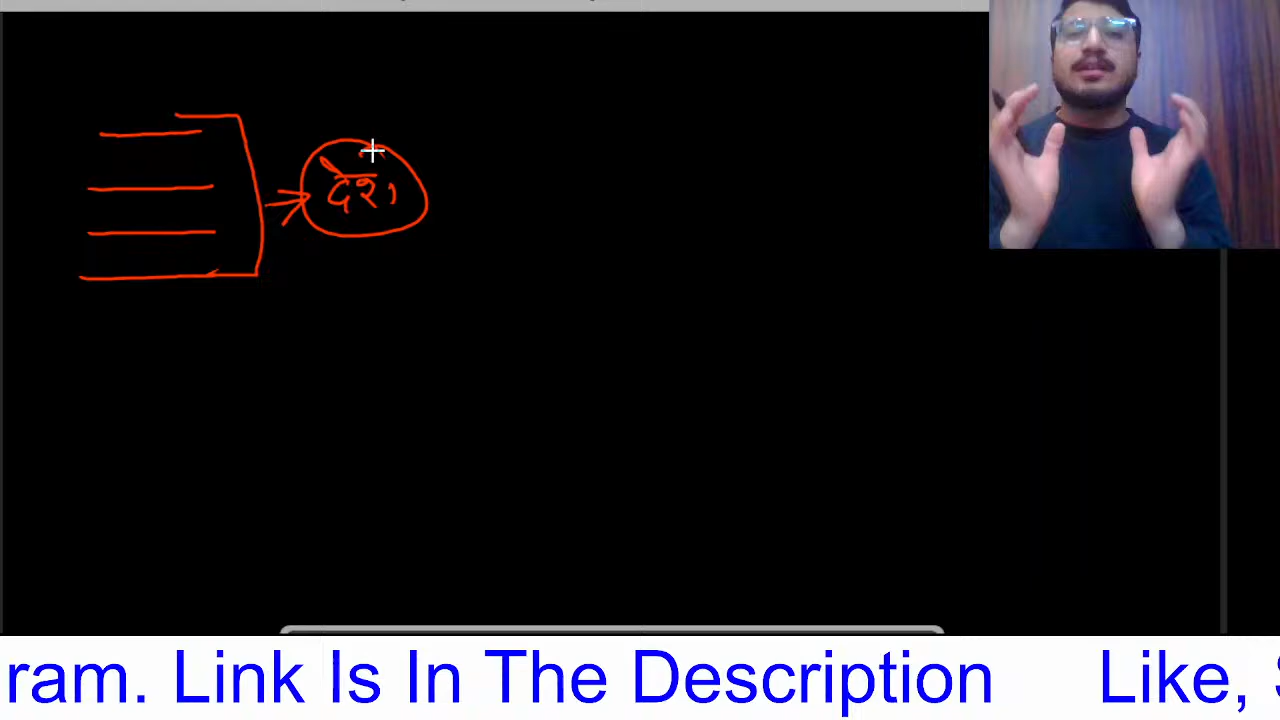 देश
ram. Link Is In The Description Like,